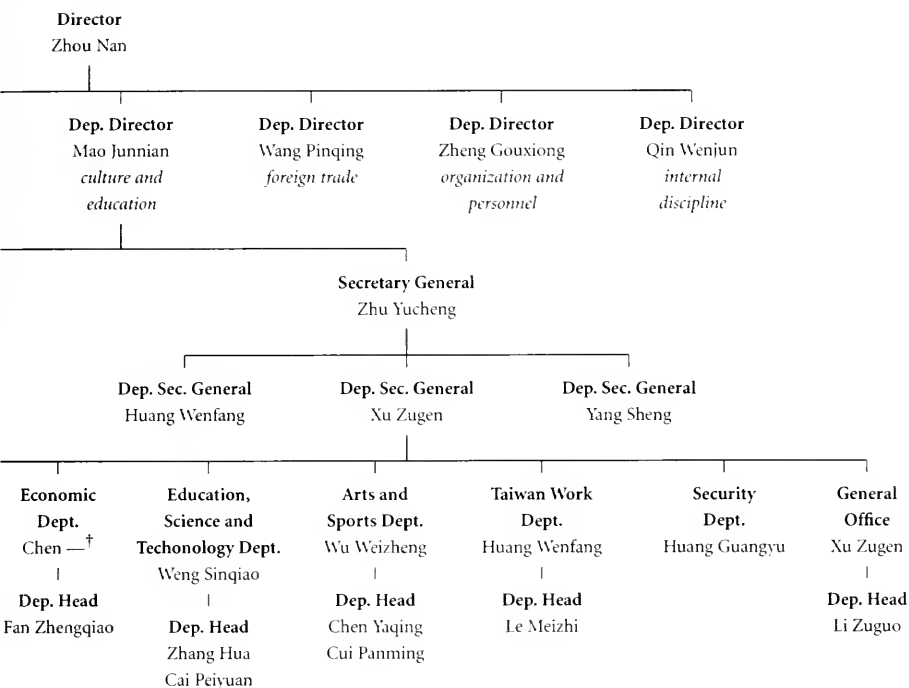 Director
Zhou Nan
Dep. Director
Mao Junnian
culture and
education
Dep. Director
Wang Pinqing
foreign trade
Dep. Director
Zheng Gouxiong
organization and
personnel
Dep. Director
Qin Wenjun
internal
discipline
Secretary General
Zhu Yucheng
Dep. Sec. General
Huang Wenfang
Dep. Sec. General
Xu Zugen
Dep. Sec. General
Yang Sheng
Economic
Dept.
Chen —†
Dep. Head
Fan Zhengqiao
Education,
Science and
Techonology Dept.
Weng Sinqiao
Dep. Head
Zhang Hua
Cai Peiyuan
Arts and
Sports Dept.
Wu Weizheng
Dep. Head
Chen Yaqing
Cui Panming
Taiwan Work
Dept.
Huang Wenfang
Dep. Head
Le Meizhi
Security
Dept.
Huang Guangyu
General
Office
Xu Zugen
Dep. Head
Li Zuguo